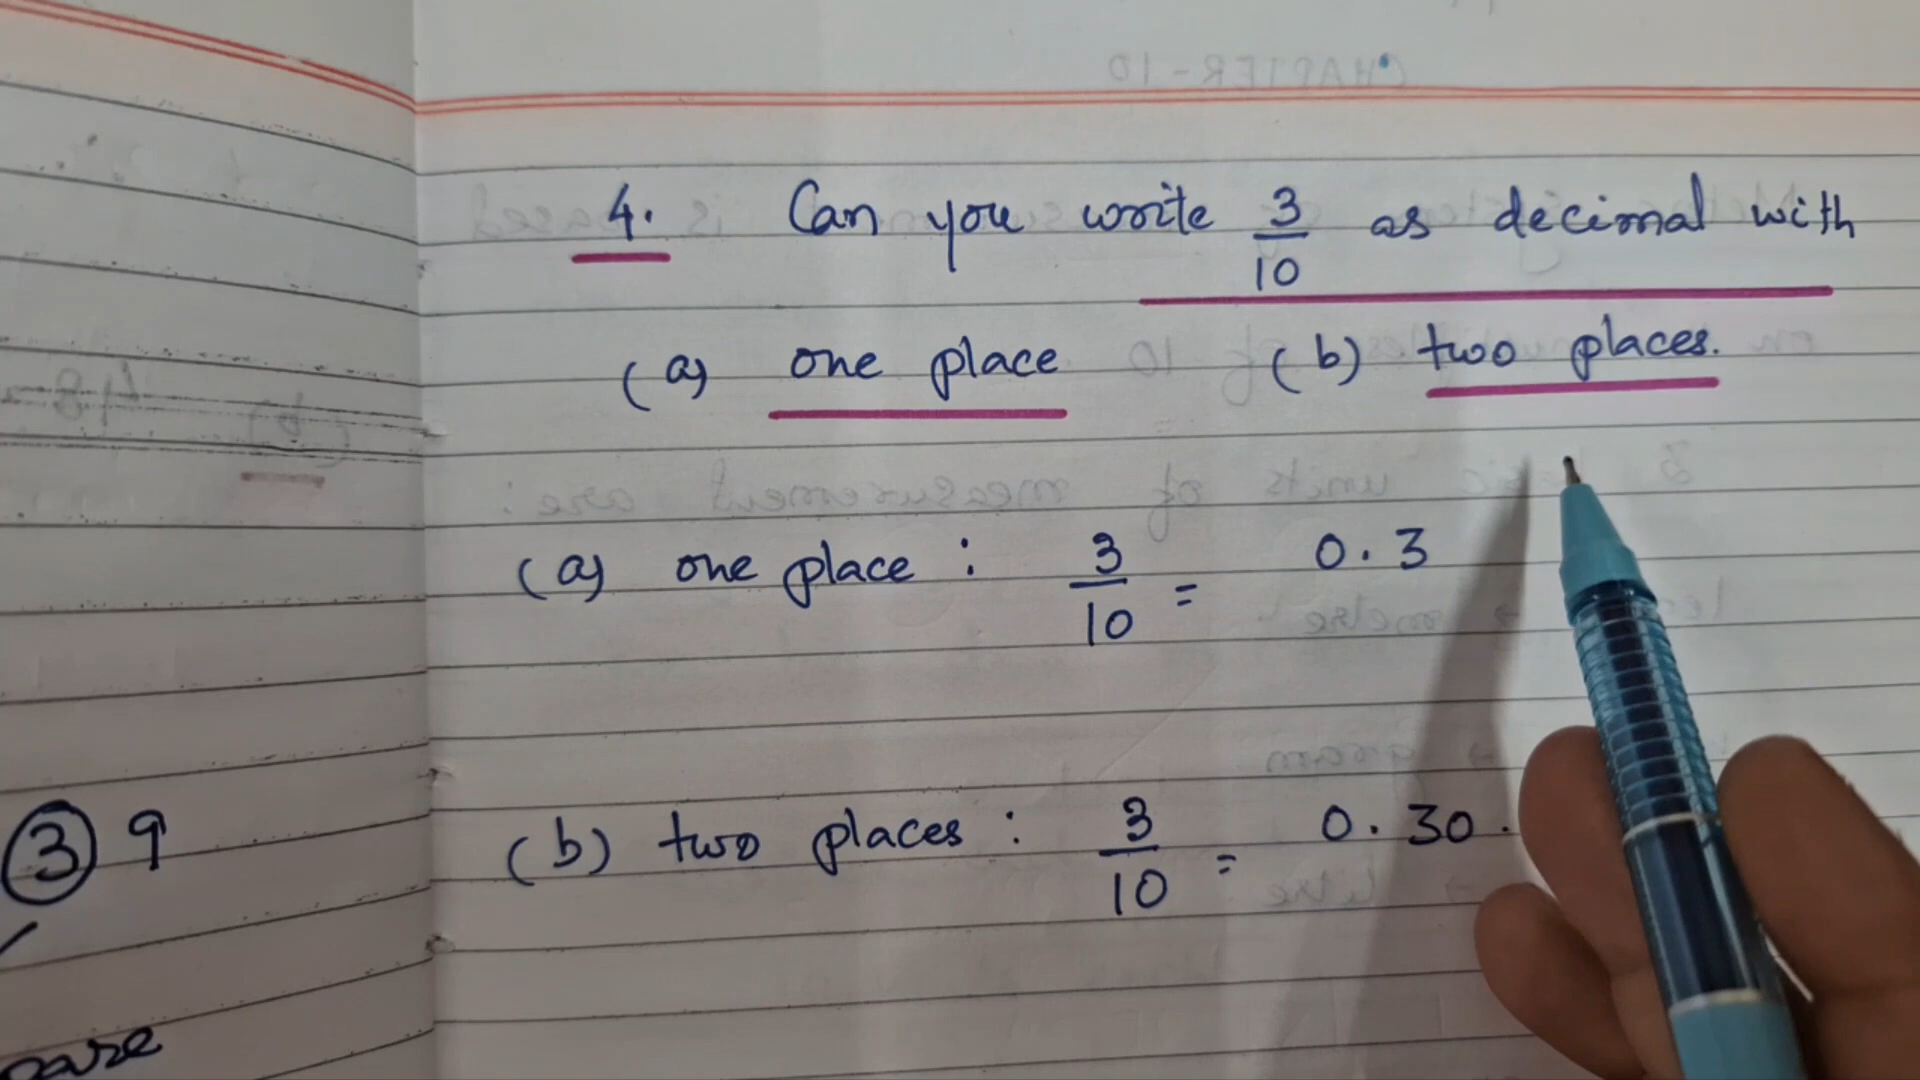 4. Can you write 3/10 as decimal with
(a) one place (b) two places.
(a) one place : 3/10 = 0.3
(b) two places : 3/10 = 0.30.
③ 9